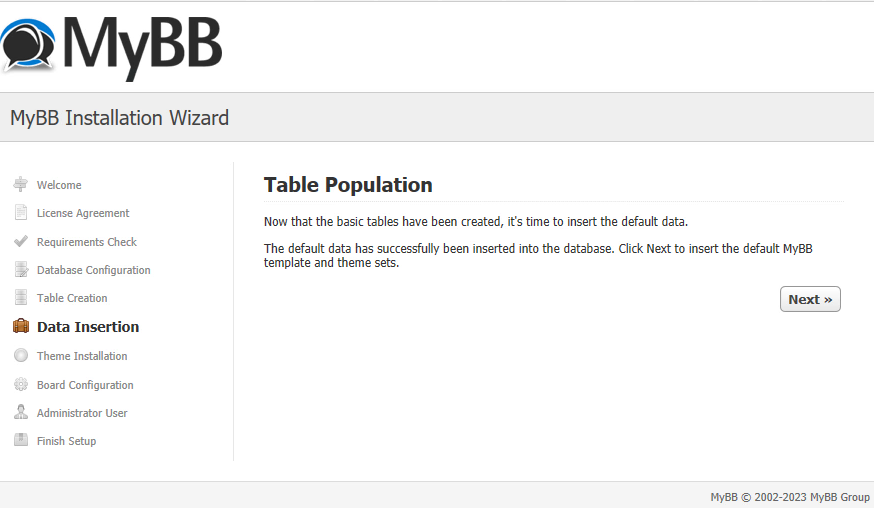 MyBB
MyBB Installation Wizard
Welcome
License Agreement
Requirements Check
Database Configuration
Table Creation
Data Insertion
Theme Installation
Board Configuration
Administrator User
Finish Setup
Table Population
Now that the basic tables have been created, it's time to insert the default data.
The default data has successfully been inserted into the database. Click Next to insert the default MyBB
template and theme sets.
Next »
MyBB © 2002-2023 MyBB Group